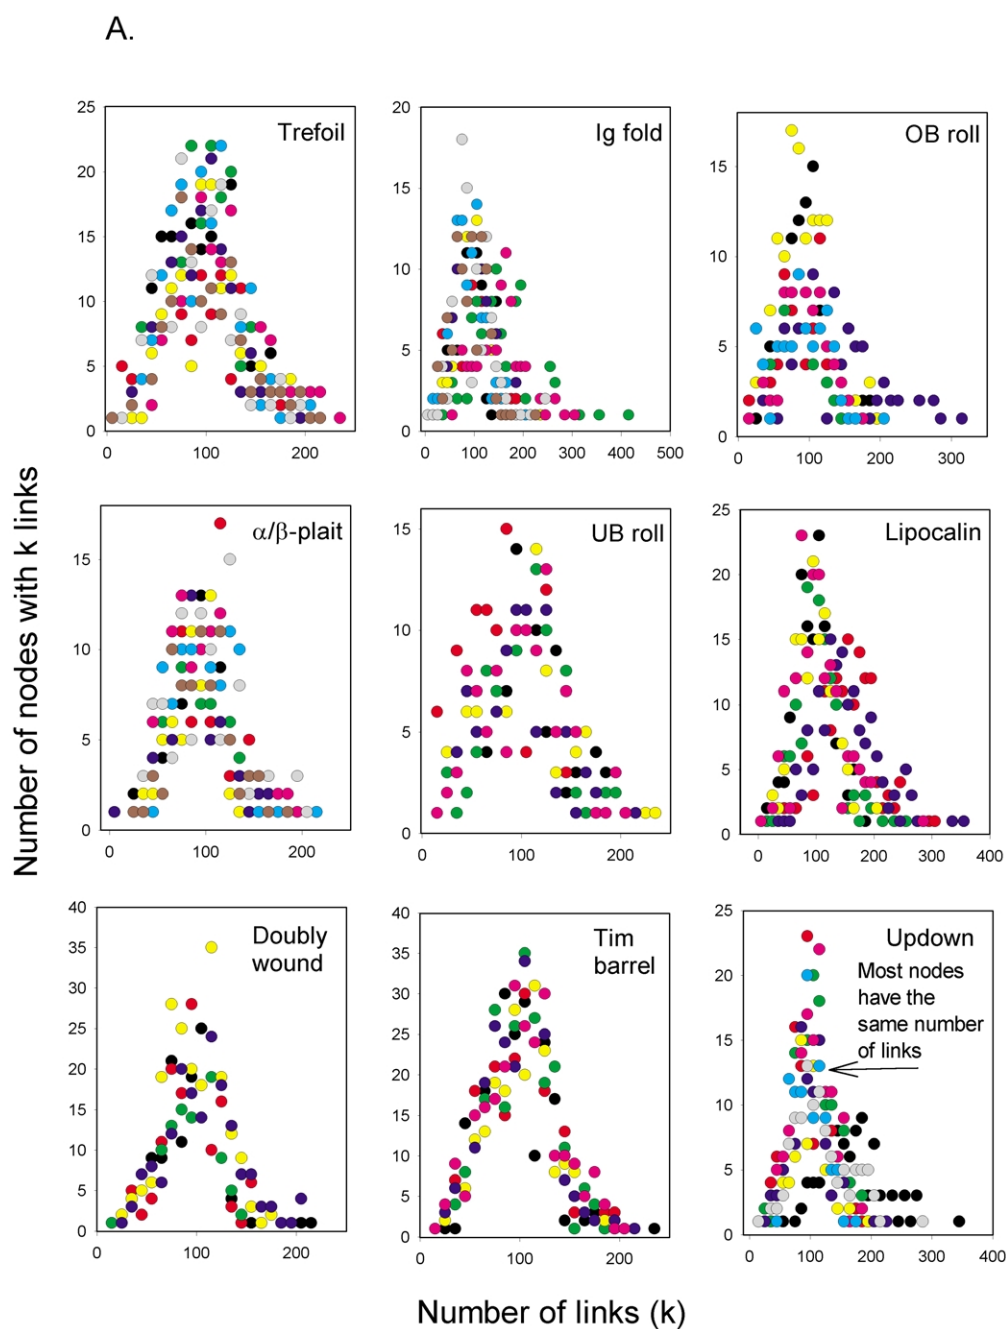 A.
Trefoil
25
20
15
10
5
0
0 100 200
Ig fold
20
15
10
5
0
0 100 200 300 400 500
OB roll
15
10
5
0
0 100 200 300
α/β-plait
15
10
5
0
0 100 200
UB roll
15
10
5
0
0 100 200
Lipocalin
25
20
15
10
5
0
0 100 200 300 400
Doubly
wound
40
35
30
25
20
15
10
5
0
0 100 200
Tim
barrel
40
35
30
25
20
15
10
5
0
0 100 200
Updown
Most nodes
have the
same number
of links
25
20
15
10
5
0
0 100 200 300 400
Number of nodes with k links
Number of links (k)